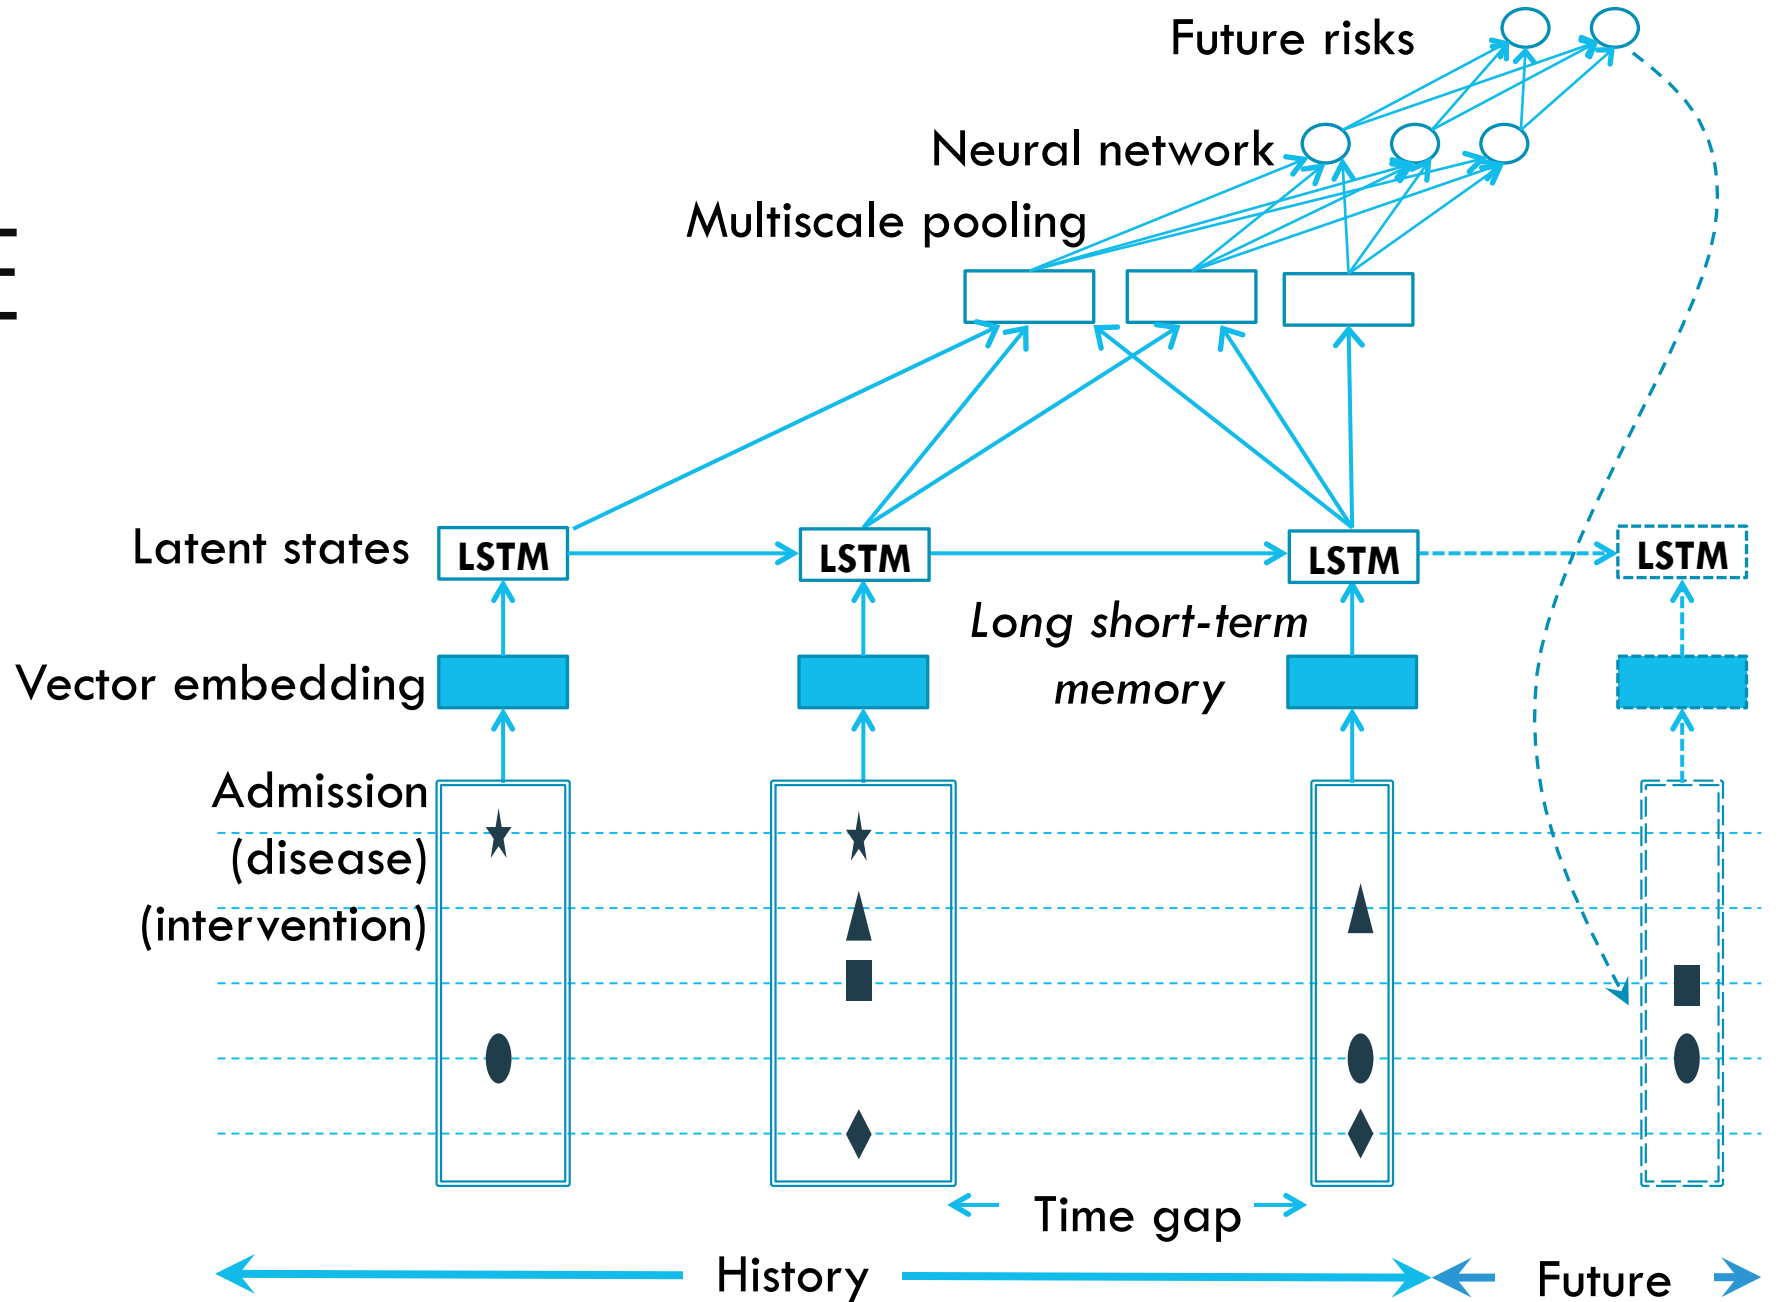 Future risks
Neural network
Multiscale pooling
Latent states
LSTM
LSTM
LSTM
LSTM
Long short-term
memory
Vector embedding
Admission
(disease)
(intervention)
Time gap
History
Future